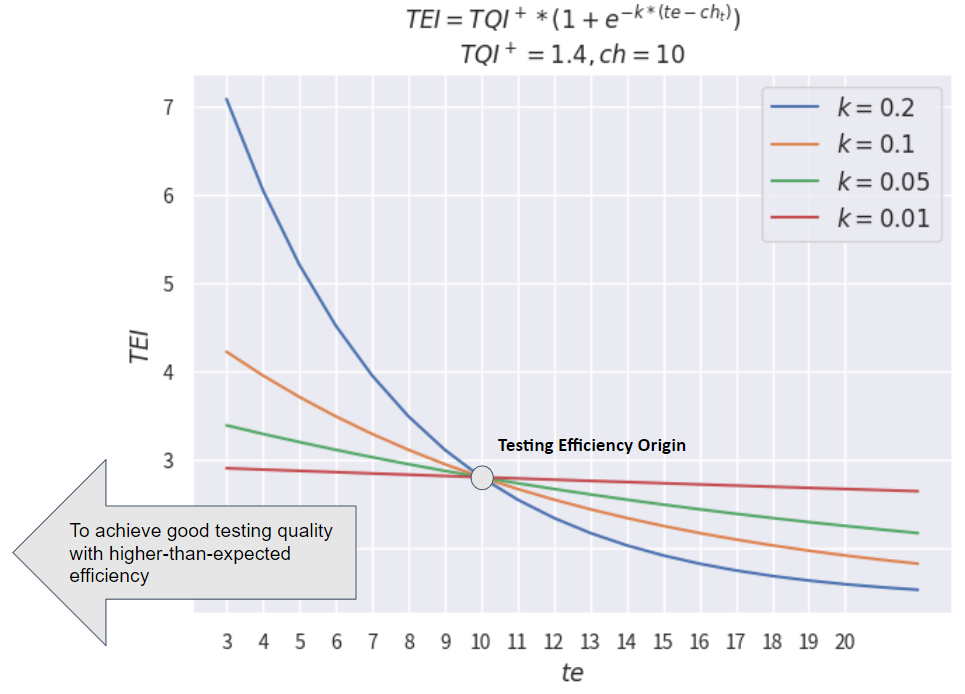 TEI = TQI⁺ * (1 + e^{−k*(te−ch_t)})
TQI⁺ = 1.4, ch = 10
7
6
5
4
3
TEI
k = 0.2
k = 0.1
k = 0.05
k = 0.01
Testing Efficiency Origin
To achieve good testing quality
with higher-than-expected
efficiency
3 4 5 6 7 8 9 10 11 12 13 14 15 16 17 18 19 20
te